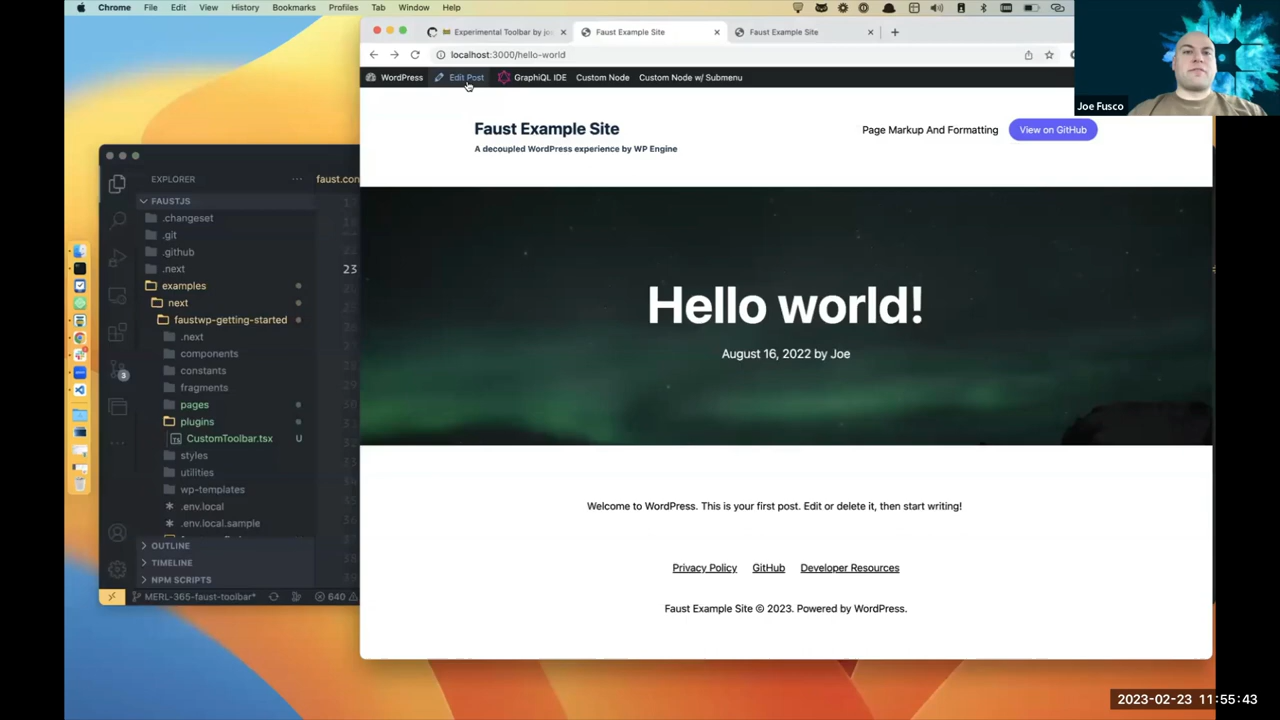 Chrome File Edit View History Bookmarks Profiles Tab Window Help
Experimental Toolbar by jo
Faust Example Site
Faust Example Site
localhost:3000/hello-world
WordPress Edit Post GraphiQL IDE Custom Node Custom Node w/ Submenu
Joe Fusco
Faust Example Site
A decoupled WordPress experience by WP Engine
Page Markup And Formatting
View on GitHub
Hello world!
August 16, 2022 by Joe
Welcome to WordPress. This is your first post. Edit or delete it, then start writing!
Privacy Policy GitHub Developer Resources
Faust Example Site © 2023. Powered by WordPress.
EXPLORER
faust.con
FAUSTJS
.changeset
.git
.github
.next
23
examples
next
faustwp-getting-started
.next
components
constants
fragments
3
pages
plugins
TS CustomToolbar.tsx U
styles
utilities
wp-templates
.env.local
.env.local.sample
OUTLINE
TIMELINE
NPM SCRIPTS
MERL-365-faust-toolbar* 640
2023-02-23 11:55:43